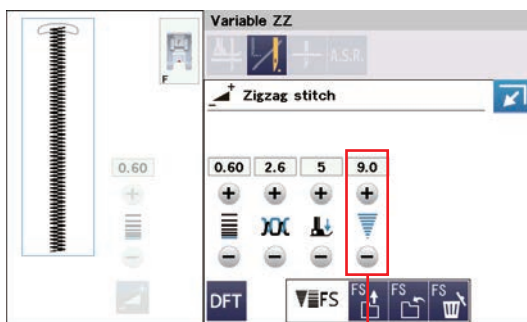 Variable ZZ
A.S.R.
F
Zigzag stitch
0.60
0.60 2.6 5 9.0
DFT
FS
FS FS FS